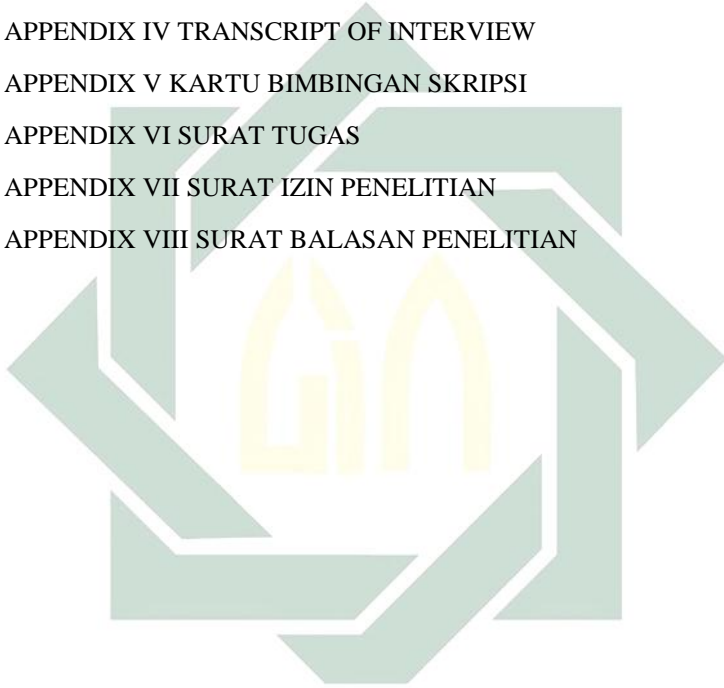 APPENDIX IV TRANSCRIPT OF INTERVIEW
APPENDIX V KARTU BIMBINGAN SKRIPSI
APPENDIX VI SURAT TUGAS
APPENDIX VII SURAT IZIN PENELITIAN
APPENDIX VIII SURAT BALASAN PENELITIAN